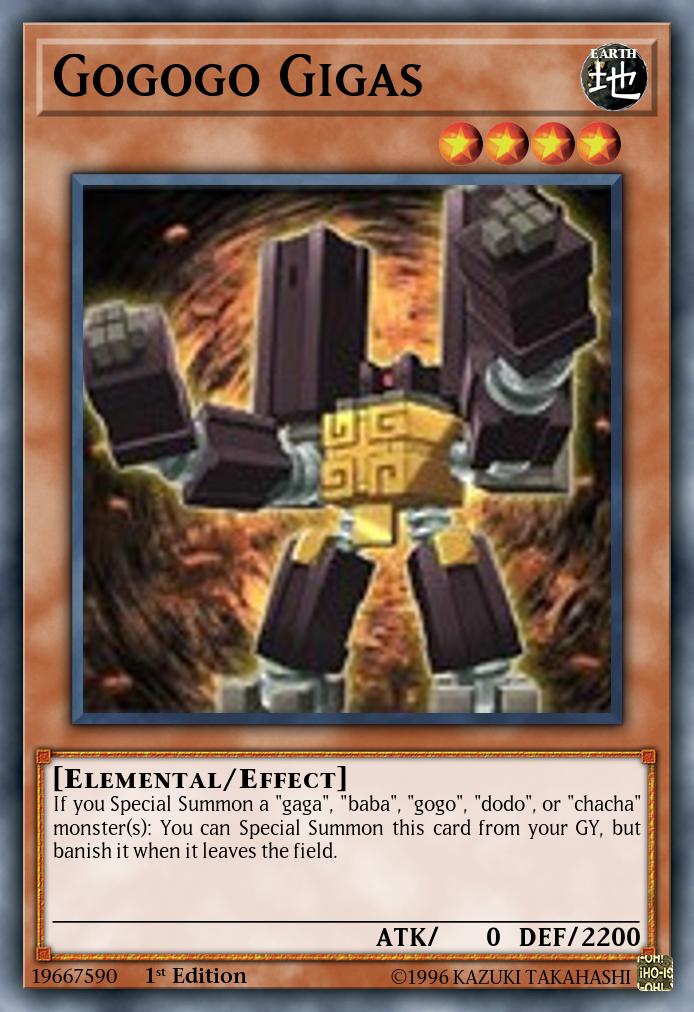 Gogogo Gigas
EARTH
地
[Elemental/Effect]
If you Special Summon a "gaga", "baba", "gogo", "dodo", or "chacha"
monster(s): You can Special Summon this card from your GY, but
banish it when it leaves the field.
ATK/ 0 DEF/2200
19667590 1st Edition ©1996 KAZUKI TAKAHASHI